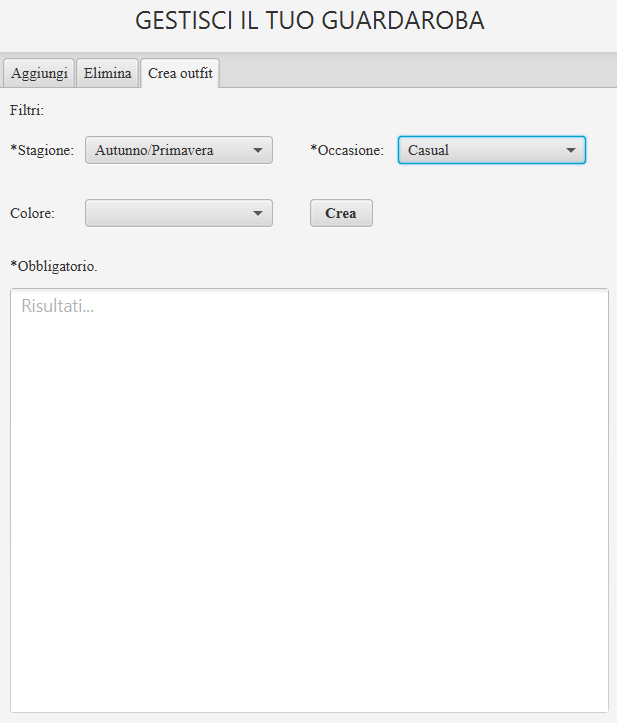 GESTISCI IL TUO GUARDAROBA
Aggiungi Elimina Crea outfit
Filtri:
*Stagione: Autunno/Primavera *Occasione: Casual
Colore: Crea
*Obbligatorio.
Risultati...